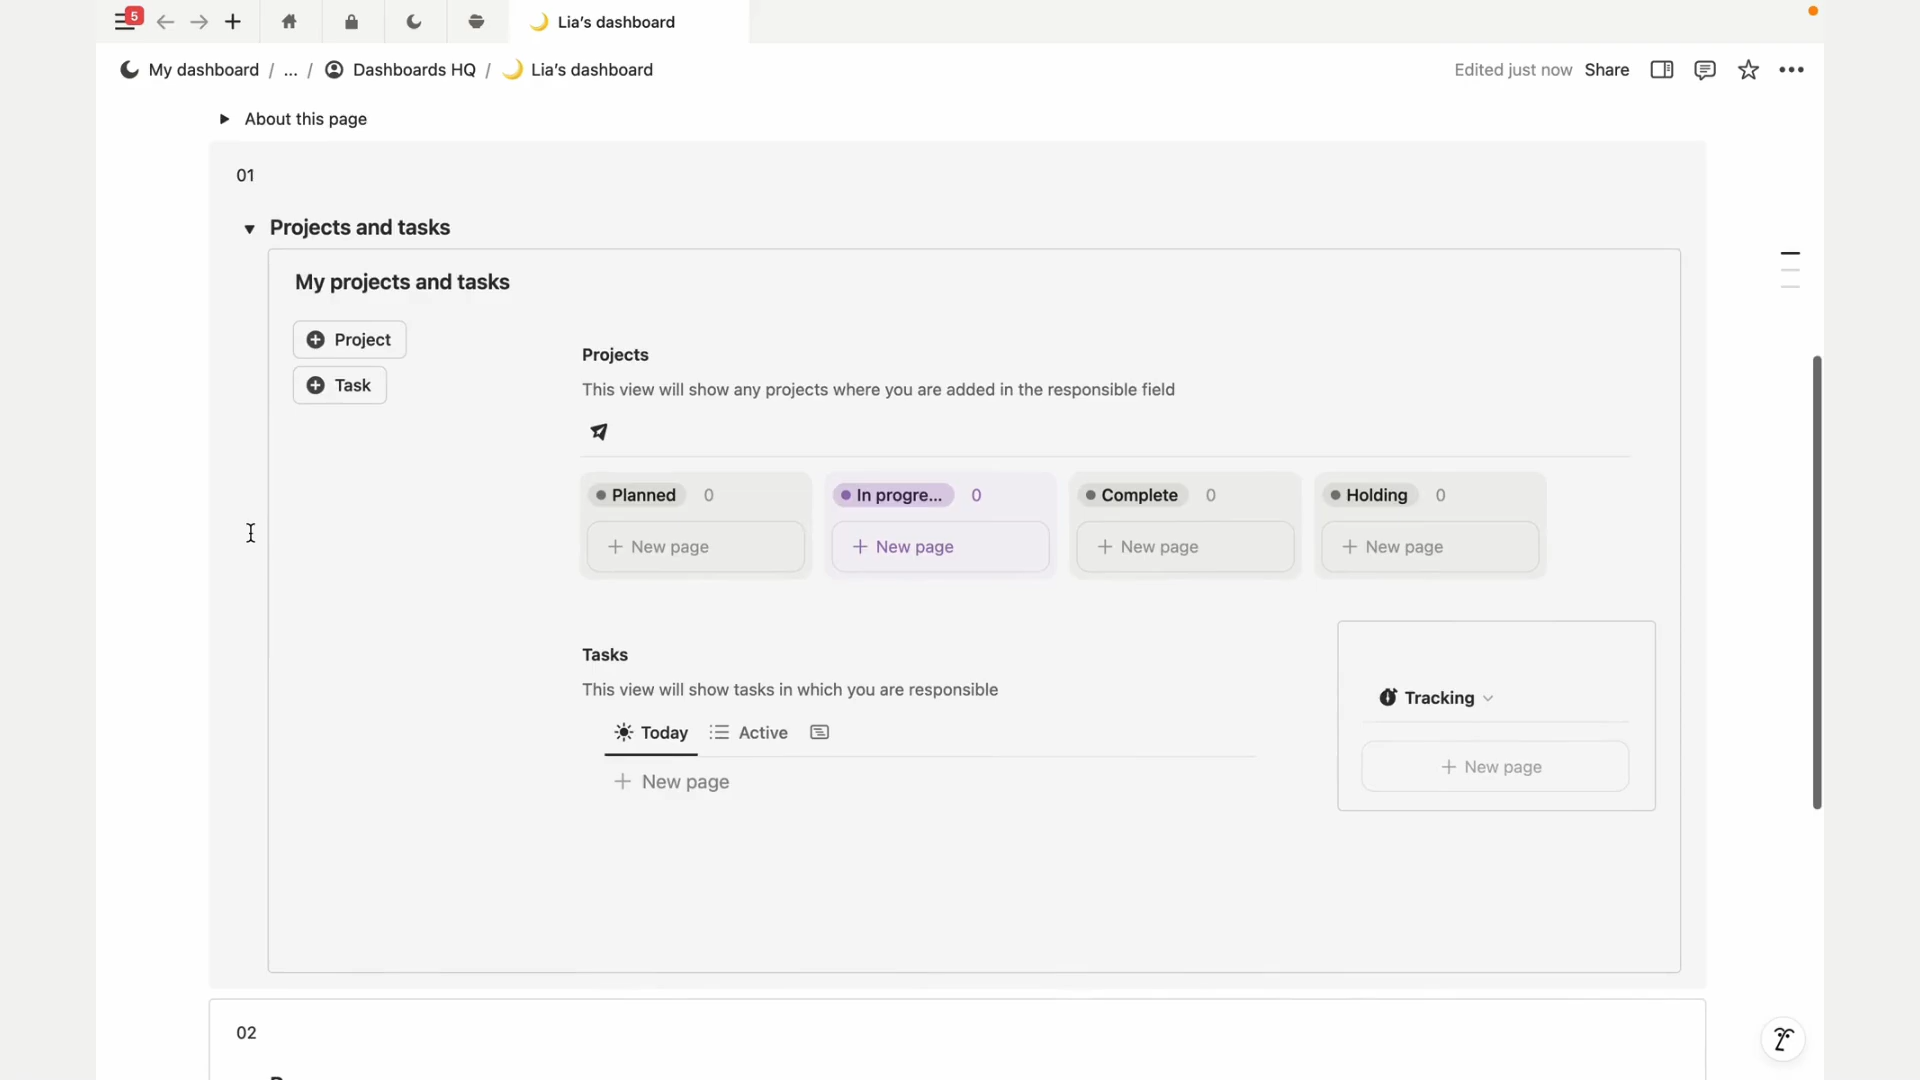 5
Lia's dashboard
My dashboard / ... / Dashboards HQ / Lia's dashboard
Edited just now Share
About this page
01
Projects and tasks
My projects and tasks
Project
Task
Projects
This view will show any projects where you are added in the responsible field
Planned 0 In progre... 0 Complete 0 Holding 0
+ New page + New page + New page + New page
Tasks
This view will show tasks in which you are responsible
Today Active
+ New page
Tracking
+ New page
02